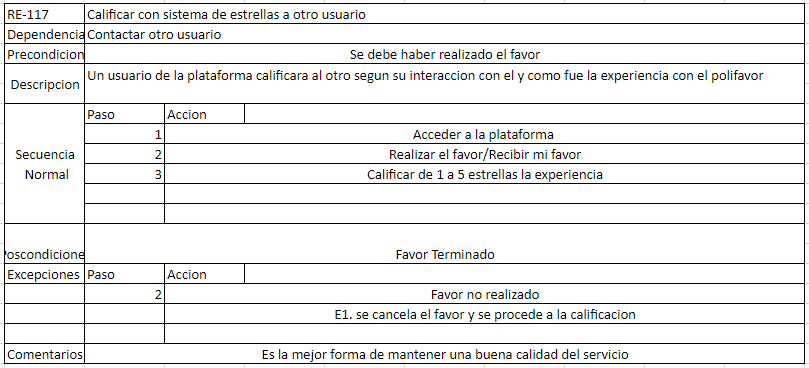 RE-117 Calificar con sistema de estrellas a otro usuario
Dependencia Contactar otro usuario
Precondicion Se debe haber realizado el favor
Descripcion Un usuario de la plataforma calificara al otro segun su interaccion con el y como fue la experiencia con el polifavor
Paso Accion
1 Acceder a la plataforma
Secuencia Normal 2 Realizar el favor/Recibir mi favor
3 Calificar de 1 a 5 estrellas la experiencia
Poscondicione Favor Terminado
Excepciones Paso Accion
2 Favor no realizado
E1. se cancela el favor y se procede a la calificacion
Comentarios Es la mejor forma de mantener una buena calidad del servicio